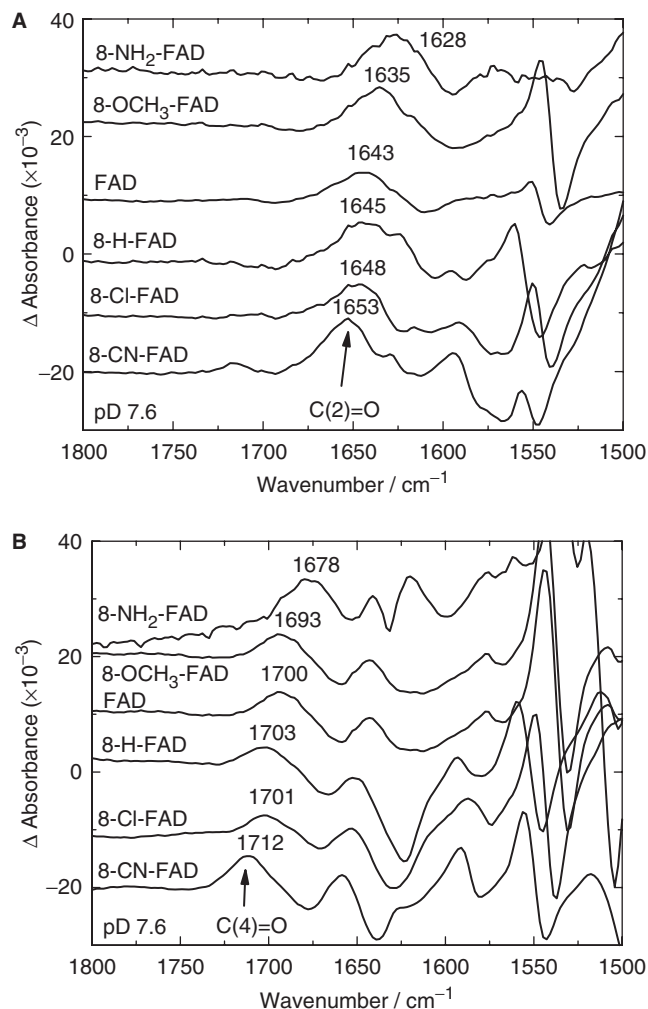 A
40
8-NH₂-FAD
1628
8-OCH₃-FAD
1635
20
1643
FAD
1645
0
8-H-FAD
1648
8-Cl-FAD
1653
8-CN-FAD
−20
C(2)=O
pD 7.6
Δ Absorbance (×10⁻³)
1800 1750 1700 1650 1600 1550 1500
Wavenumber / cm⁻¹
B
40
1678
8-NH₂-FAD
1693
20
8-OCH₃-FAD
1700
FAD
1703
8-H-FAD
0
1701
8-Cl-FAD
1712
8-CN-FAD
−20
C(4)=O
pD 7.6
Δ Absorbance (×10⁻³)
1800 1750 1700 1650 1600 1550 1500
Wavenumber / cm⁻¹